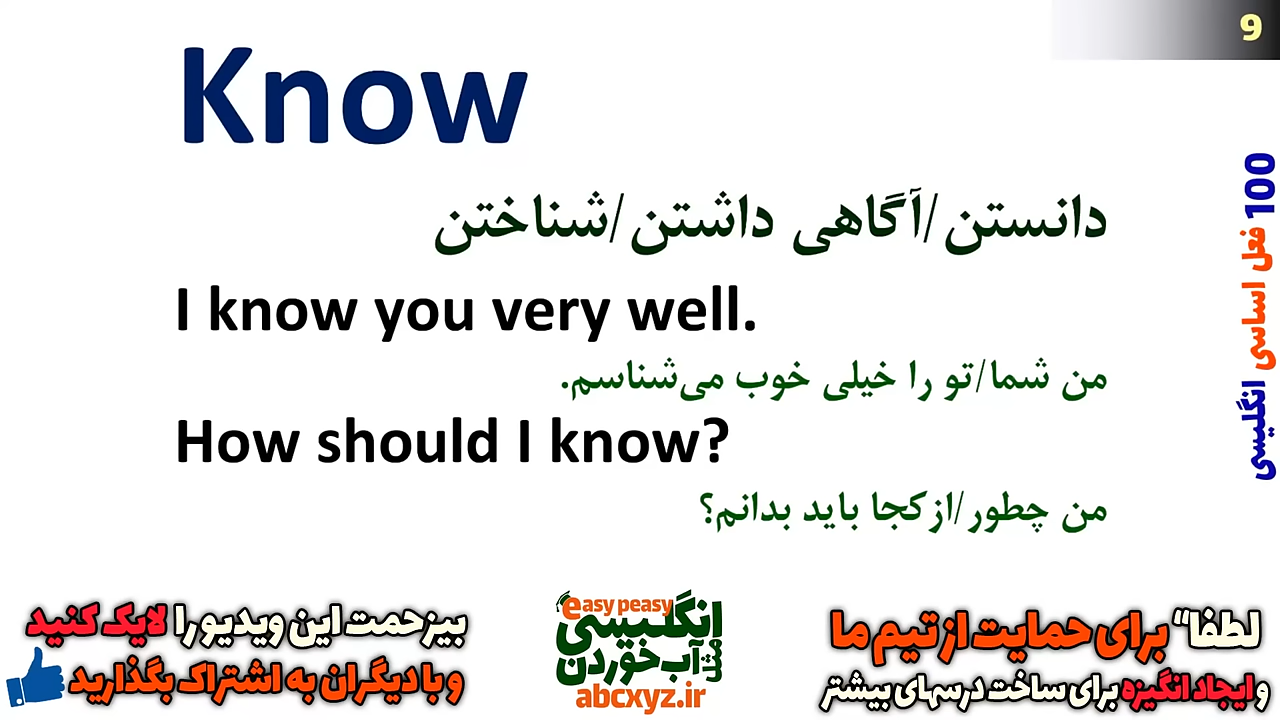 9
Know
دانستن/آگاهی داشتن/شناختن
I know you very well.
من شما/تو را خیلی خوب می‌شناسم.
How should I know?
من چطور/از کجا باید بدانم؟
100 فعل اساسی انگلیسی
لطفا" برای حمایت از تیم ما
و ایجاد انگیزه برای ساخت درسهای بیشتر
easy peasy
انگلیسی
مثل آب خوردن
abcxyz.ir
بیزحمت این ویدیو را لایک کنید
و با دیگران به اشتراک بگذارید